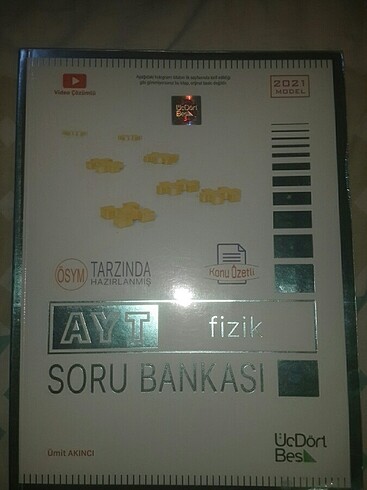 Video Çözümlü
2021
MODEL
ÜçDört
Beş
ÖSYM TARZINDA
HAZIRLANMIŞ
Konu Özetli
AYT fizik
SORU BANKASI
Ümit AKINCI
ÜçDört
Beş